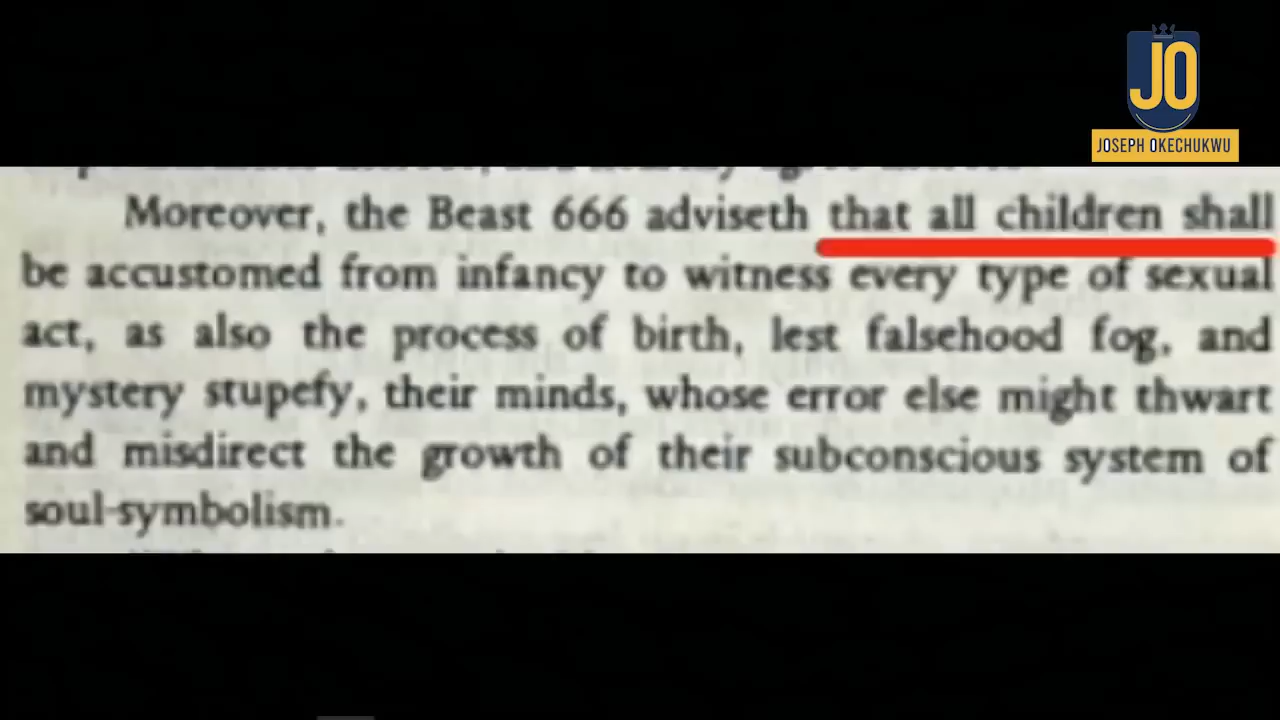 JO
JOSEPH OKECHUKWU
Moreover, the Beast 666 adviseth that all children shall
be accustomed from infancy to witness every type of sexual
act, as also the process of birth, lest falsehood fog, and
mystery stupefy, their minds, whose error else might thwart
and misdirect the growth of their subconscious system of
soul-symbolism.